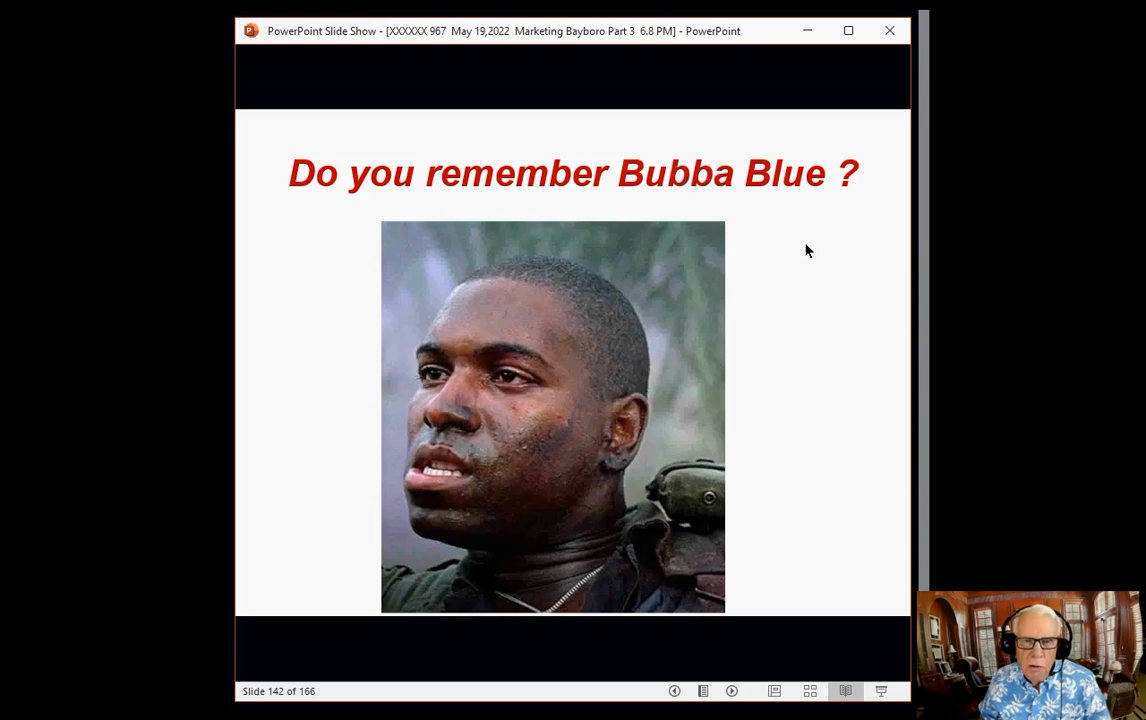 PowerPoint Slide Show - [XXXXXX 967 May 19,2022 Marketing Bayboro Part 3 6.8 PM] - PowerPoint
Do you remember Bubba Blue ?
Slide 142 of 166